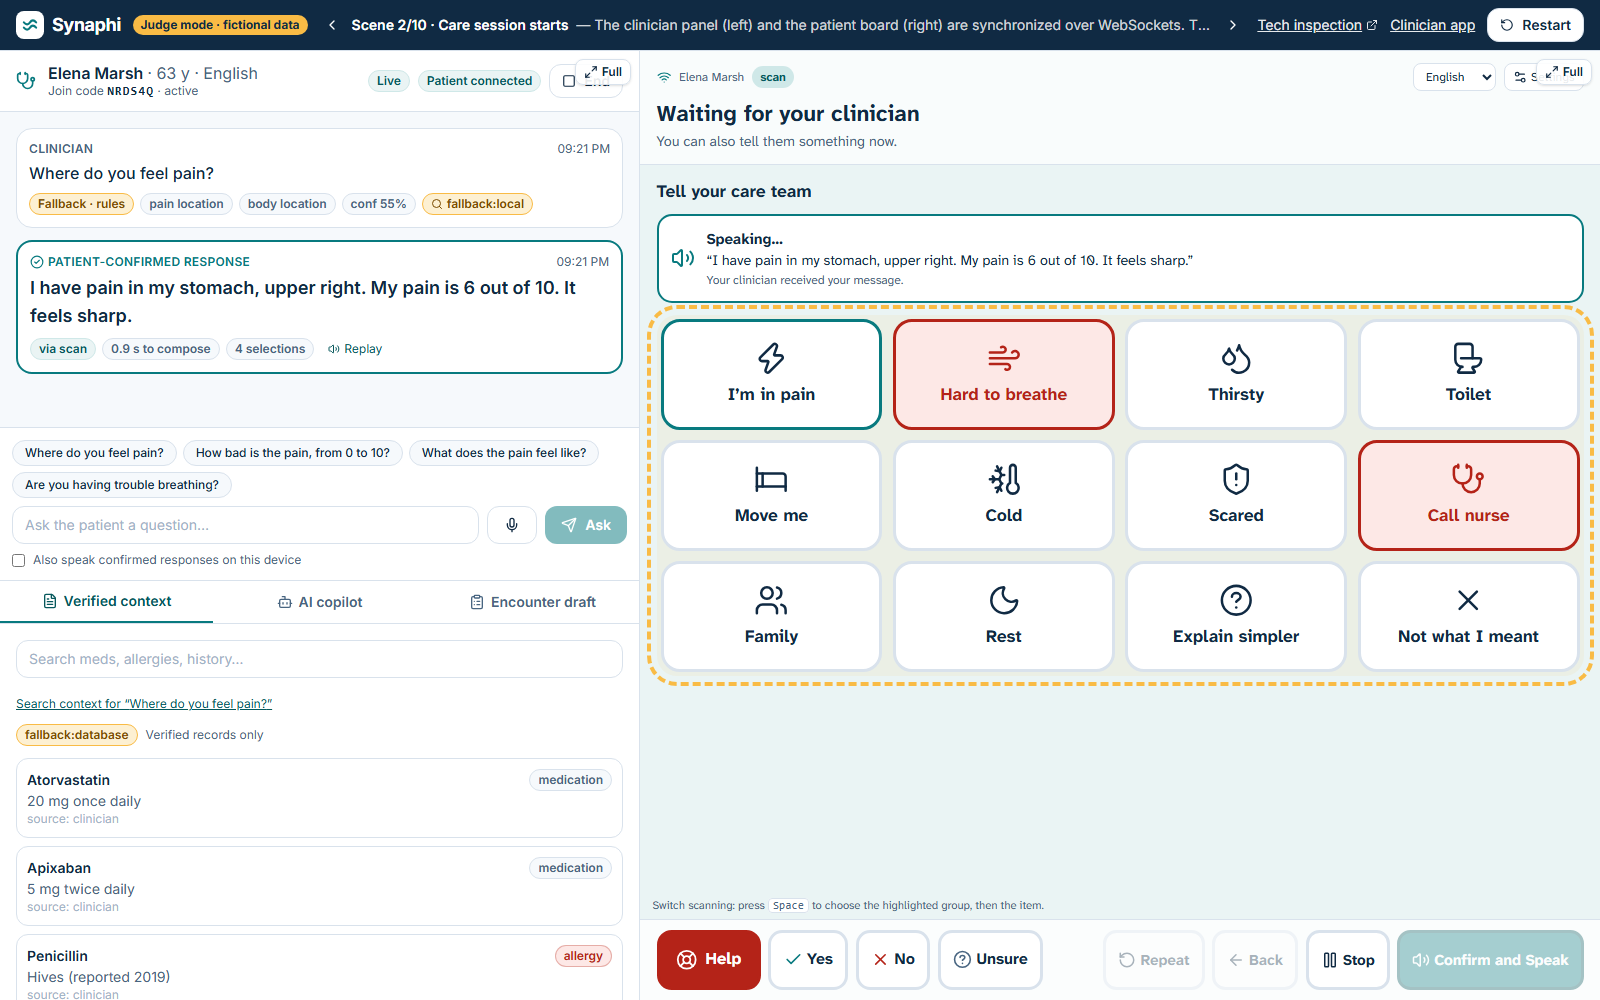 Synaphi
Judge mode · fictional data
Scene 2/10 · Care session starts — The clinician panel (left) and the patient board (right) are synchronized over WebSockets. T...
Tech inspection
Clinician app
Restart
Elena Marsh · 63 y · English
Join code NRDS4Q · active
Live
Patient connected
Full
CLINICIAN
09:21 PM
Where do you feel pain?
Fallback · rules
pain location
body location
conf 55%
fallback:local
PATIENT-CONFIRMED RESPONSE
09:21 PM
I have pain in my stomach, upper right. My pain is 6 out of 10. It
feels sharp.
via scan
0.9 s to compose
4 selections
Replay
Where do you feel pain?
How bad is the pain, from 0 to 10?
What does the pain feel like?
Are you having trouble breathing?
Ask the patient a question...
Ask
Also speak confirmed responses on this device
Verified context
AI copilot
Encounter draft
Search meds, allergies, history...
Search context for “Where do you feel pain?”
fallback:database
Verified records only
Atorvastatin
medication
20 mg once daily
source: clinician
Apixaban
medication
5 mg twice daily
source: clinician
Penicillin
allergy
Hives (reported 2019)
source: clinician
Elena Marsh
scan
English
Full
Waiting for your clinician
You can also tell them something now.
Tell your care team
Speaking...
“I have pain in my stomach, upper right. My pain is 6 out of 10. It feels sharp.”
Your clinician received your message.
I’m in pain
Hard to breathe
Thirsty
Toilet
Move me
Cold
Scared
Call nurse
Family
Rest
Explain simpler
Not what I meant
Switch scanning: press Space to choose the highlighted group, then the item.
Help
Yes
No
Unsure
Repeat
Back
Stop
Confirm and Speak